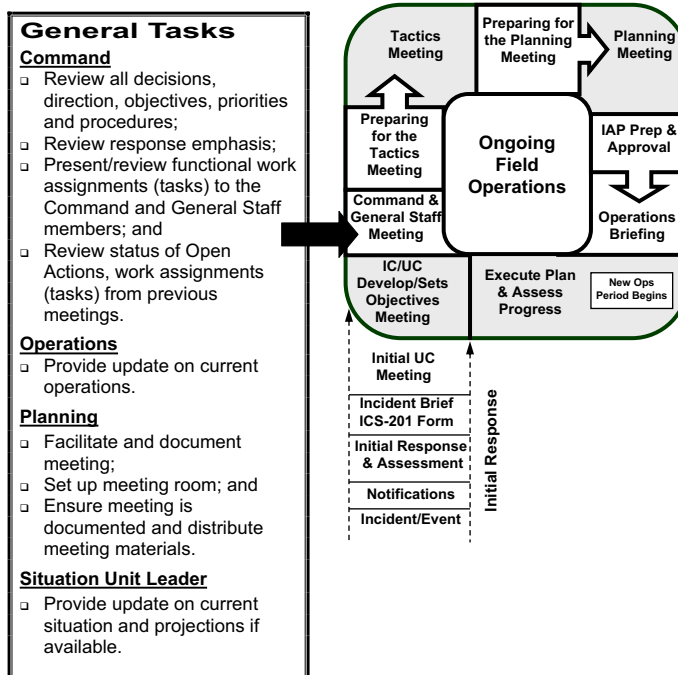 General Tasks
Command
Review all decisions,
direction, objectives, priorities
and procedures;
Review response emphasis;
Present/review functional work
assignments (tasks) to the
Command and General Staff
members; and
Review status of Open
Actions, work assignments
(tasks) from previous
meetings.
Operations
Provide update on current
operations.
Planning
Facilitate and document
meeting;
Set up meeting room; and
Ensure meeting is
documented and distribute
meeting materials.
Situation Unit Leader
Provide update on current
situation and projections if
available.
Tactics
Meeting
Preparing for
the Planning
Meeting
Planning
Meeting
Preparing
for the
Tactics
Meeting
Ongoing
Field
Operations
IAP Prep &
Approval
Command &
General Staff
Meeting
Operations
Briefing
IC/UC
Develop/Sets
Objectives
Meeting
Execute Plan
& Assess
Progress
New Ops
Period Begins
Initial UC
Meeting
Incident Brief
ICS-201 Form
Initial Response
& Assessment
Notifications
Incident/Event
Initial Response